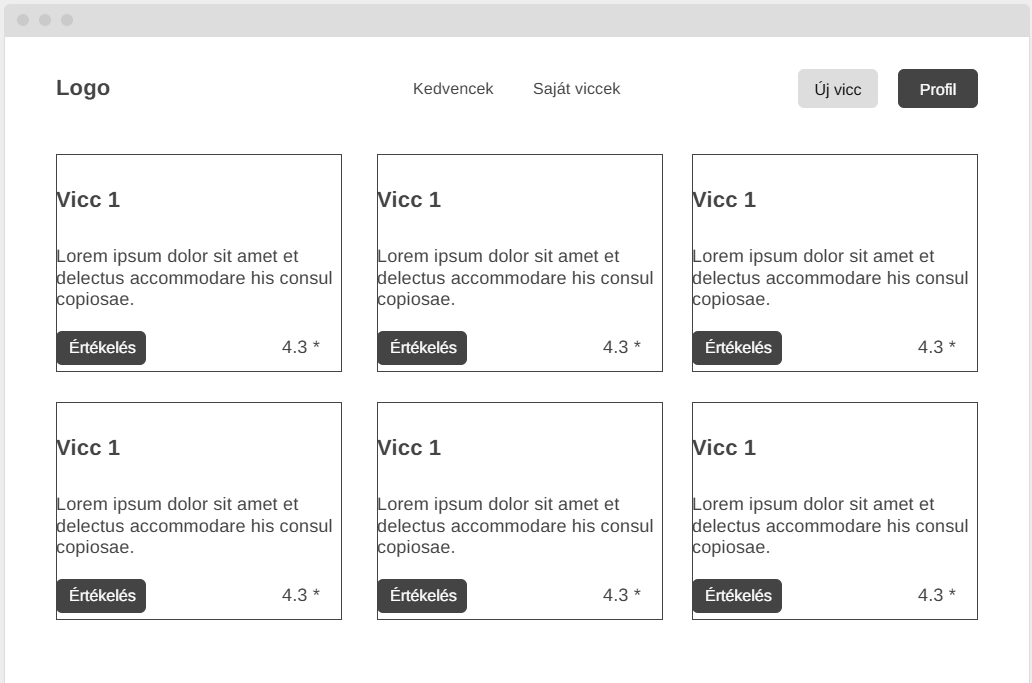 Logo
Kedvencek
Saját viccek
Új vicc
Profil
Vicc 1
Lorem ipsum dolor sit amet et
delectus accommodare his consul
copiosae.
Értékelés
4.3 *
Vicc 1
Lorem ipsum dolor sit amet et
delectus accommodare his consul
copiosae.
Értékelés
4.3 *
Vicc 1
Lorem ipsum dolor sit amet et
delectus accommodare his consul
copiosae.
Értékelés
4.3 *
Vicc 1
Lorem ipsum dolor sit amet et
delectus accommodare his consul
copiosae.
Értékelés
4.3 *
Vicc 1
Lorem ipsum dolor sit amet et
delectus accommodare his consul
copiosae.
Értékelés
4.3 *
Vicc 1
Lorem ipsum dolor sit amet et
delectus accommodare his consul
copiosae.
Értékelés
4.3 *